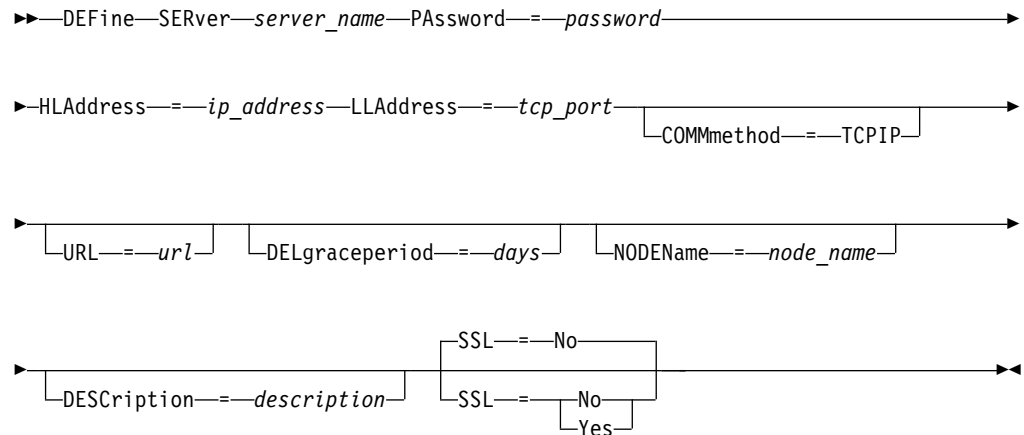 DEFine SERver server_name PAssword = password
HLAddress = ip_address LLAddress = tcp_port
COMMmethod = TCPIP
URL = url DELgraceperiod = days NODEName = node_name
SSL = No
DESCription = description SSL = No
Yes